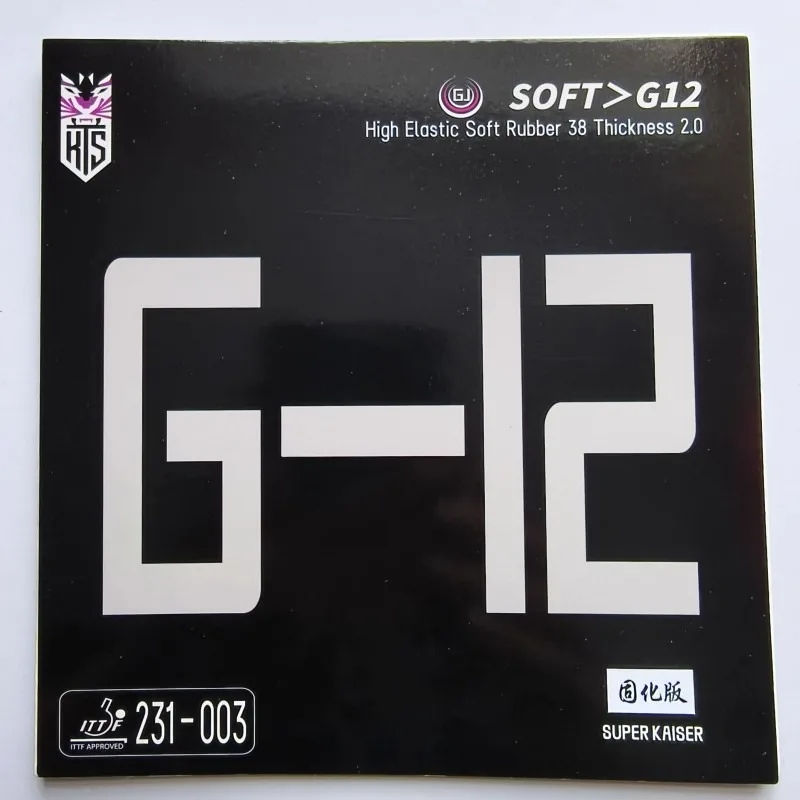 KTS
GJ SOFT>G12
High Elastic Soft Rubber 38 Thickness 2.0
G-12
固化版
SUPER KAISER
ITTF
ITTF APPROVED
231-003